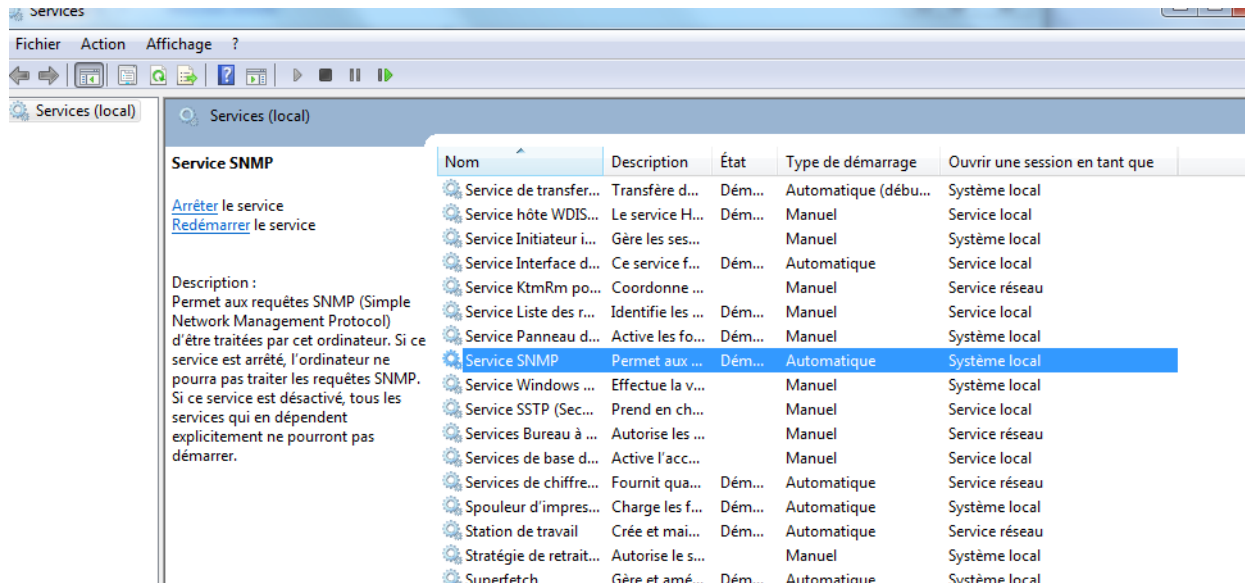 Services
Fichier Action Affichage ?
Services (local)
Services (local)
Service SNMP
Arrêter le service
Redémarrer le service
Description :
Permet aux requêtes SNMP (Simple
Network Management Protocol)
d'être traitées par cet ordinateur. Si ce
service est arrêté, l'ordinateur ne
pourra pas traiter les requêtes SNMP.
Si ce service est désactivé, tous les
services qui en dépendent
explicitement ne pourront pas
démarrer.
Nom Description État Type de démarrage Ouvrir une session en tant que
Service de transfer... Transfère d... Dém... Automatique (débu... Système local
Service hôte WDIS... Le service H... Dém... Manuel Service local
Service Initiateur i... Gère les ses... Manuel Système local
Service Interface d... Ce service f... Dém... Automatique Service local
Service KtmRm po... Coordonne ... Manuel Service réseau
Service Liste des r... Identifie les ... Dém... Manuel Service local
Service Panneau d... Active les fo... Dém... Manuel Système local
Service SNMP Permet aux ... Dém... Automatique Système local
Service Windows ... Effectue la v... Manuel Système local
Service SSTP (Sec... Prend en ch... Manuel Service local
Services Bureau à ... Autorise les ... Manuel Service réseau
Services de base d... Active l'acc... Manuel Service local
Services de chiffre... Fournit qua... Dém... Automatique Service réseau
Spouleur d'impres... Charge les f... Dém... Automatique Système local
Station de travail Crée et mai... Dém... Automatique Service réseau
Stratégie de retrait... Autorise le s... Manuel Système local
Superfetch Gère et amé... Dém... Automatique Système local